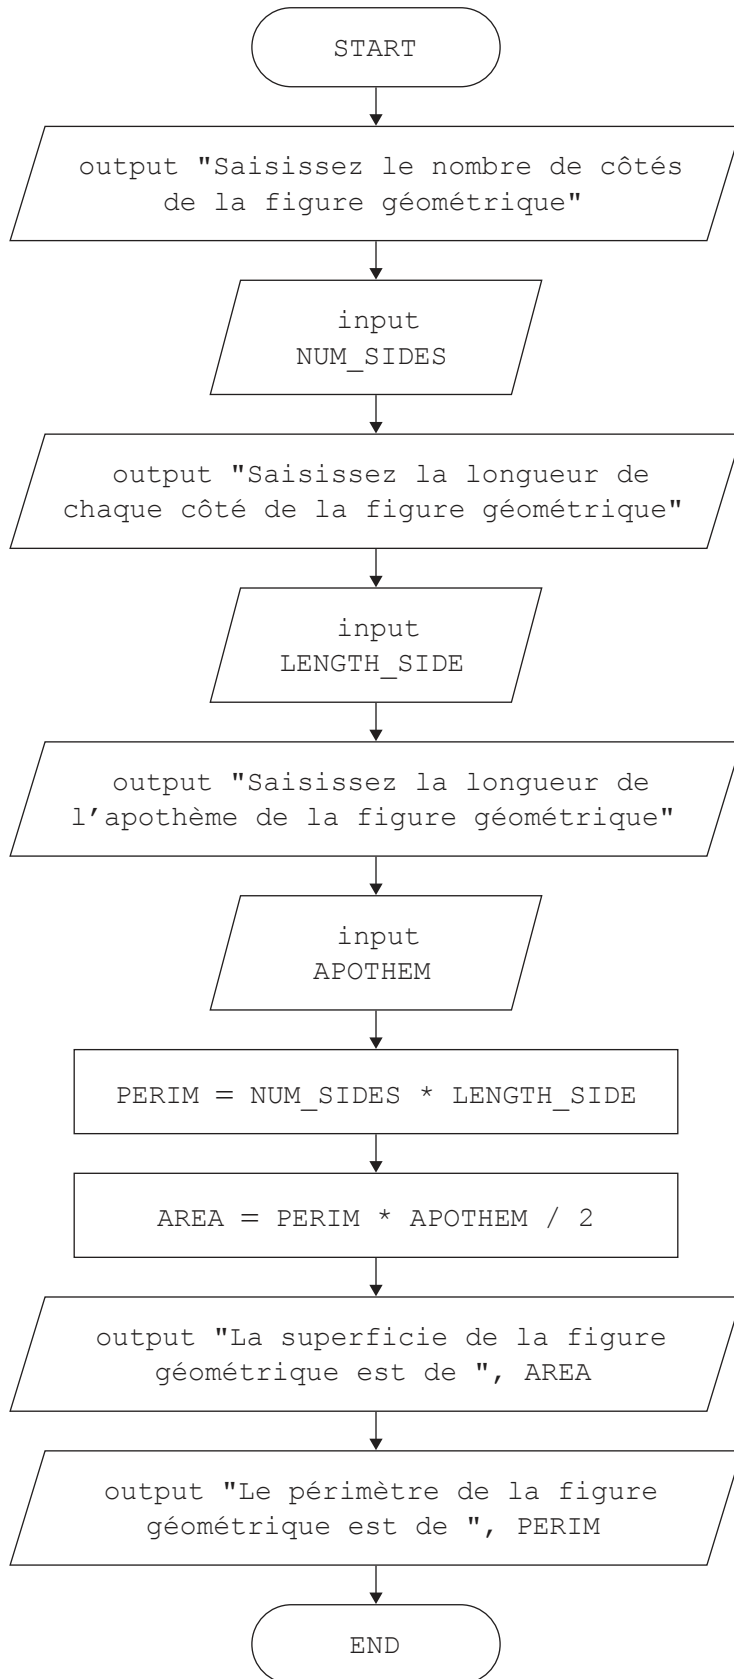 START
output "Saisissez le nombre de côtés
de la figure géométrique"
input
NUM_SIDES
output "Saisissez la longueur de
chaque côté de la figure géométrique"
input
LENGTH_SIDE
output "Saisissez la longueur de
l’apothème de la figure géométrique"
input
APOTHEM
PERIM = NUM_SIDES * LENGTH_SIDE
AREA = PERIM * APOTHEM / 2
output "La superficie de la figure
géométrique est de ", AREA
output "Le périmètre de la figure
géométrique est de ", PERIM
END